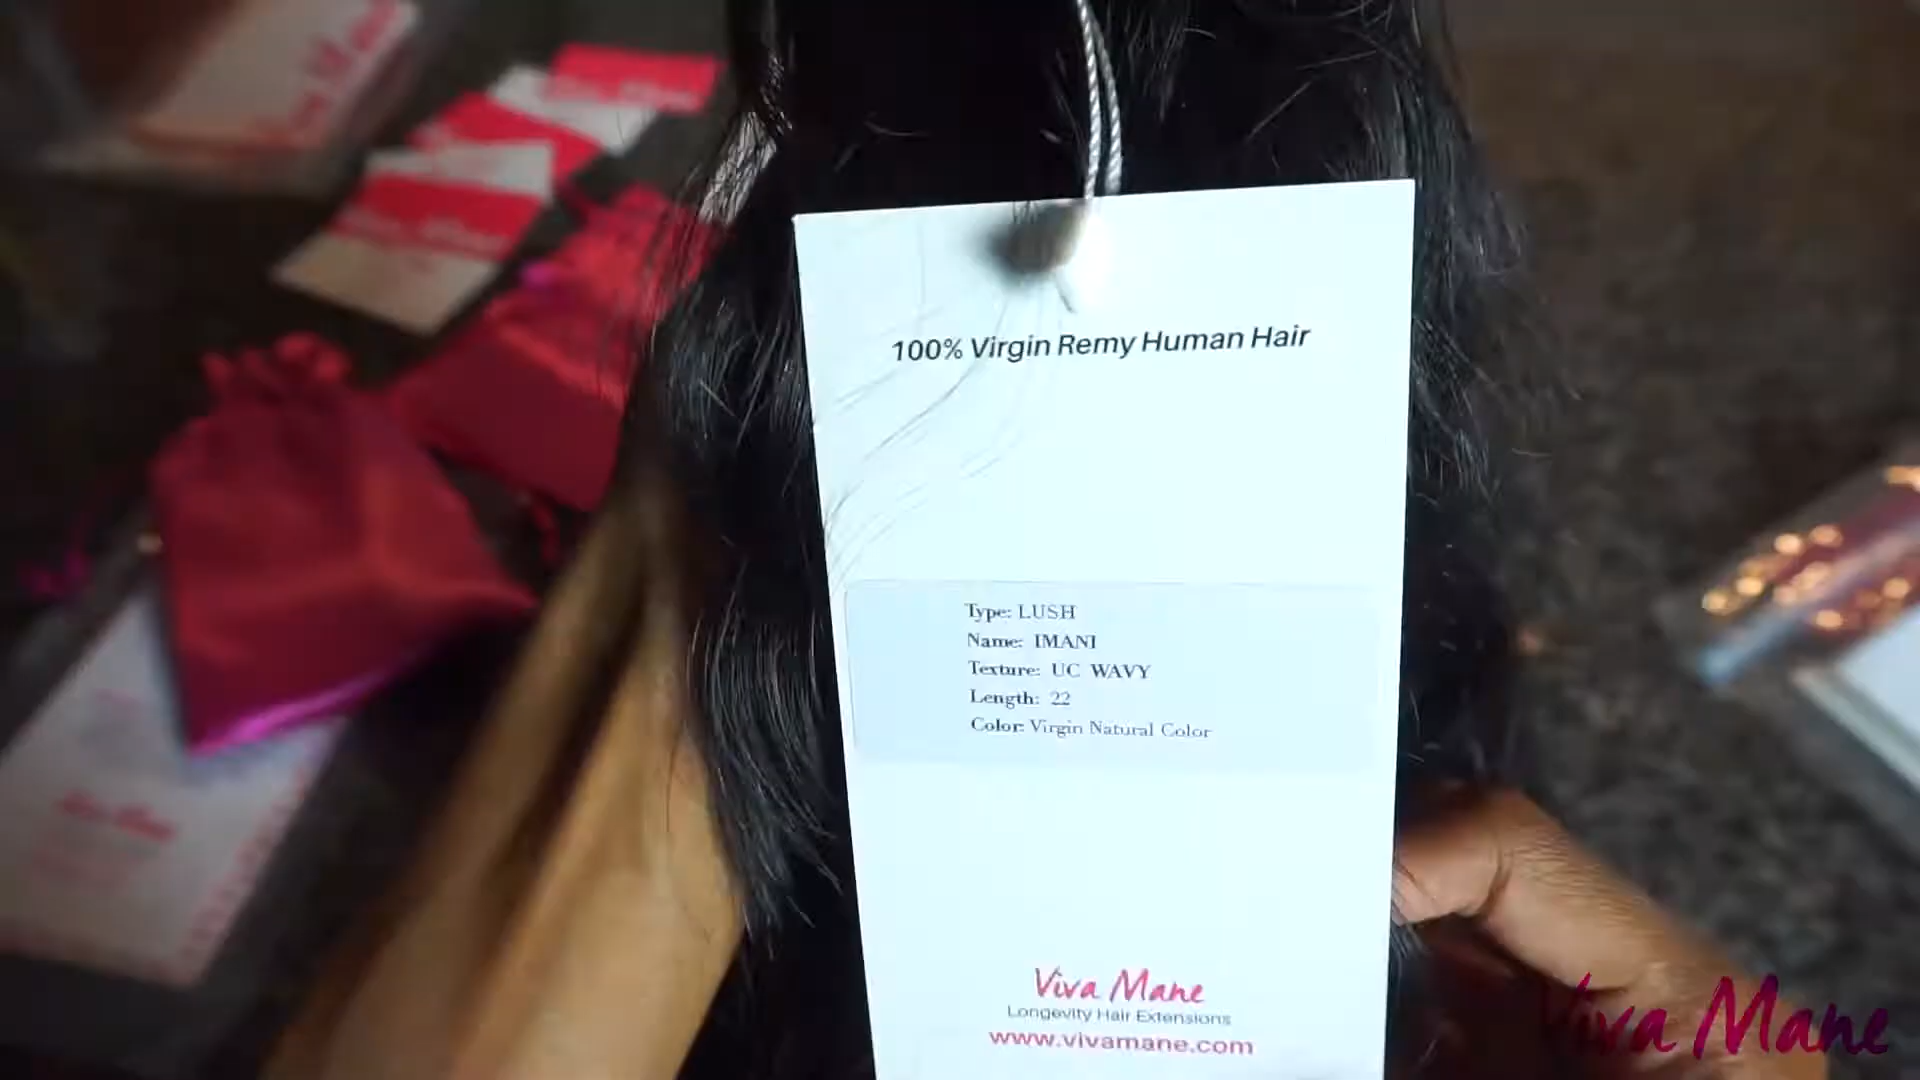 100% Virgin Remy Human Hair
Type: LUSH
Name: IMANI
Texture: UC WAVY
Length: 22
Color: Virgin Natural Color
Viva Mane
Longevity Hair Extensions
www.vivamane.com
Viva Mane